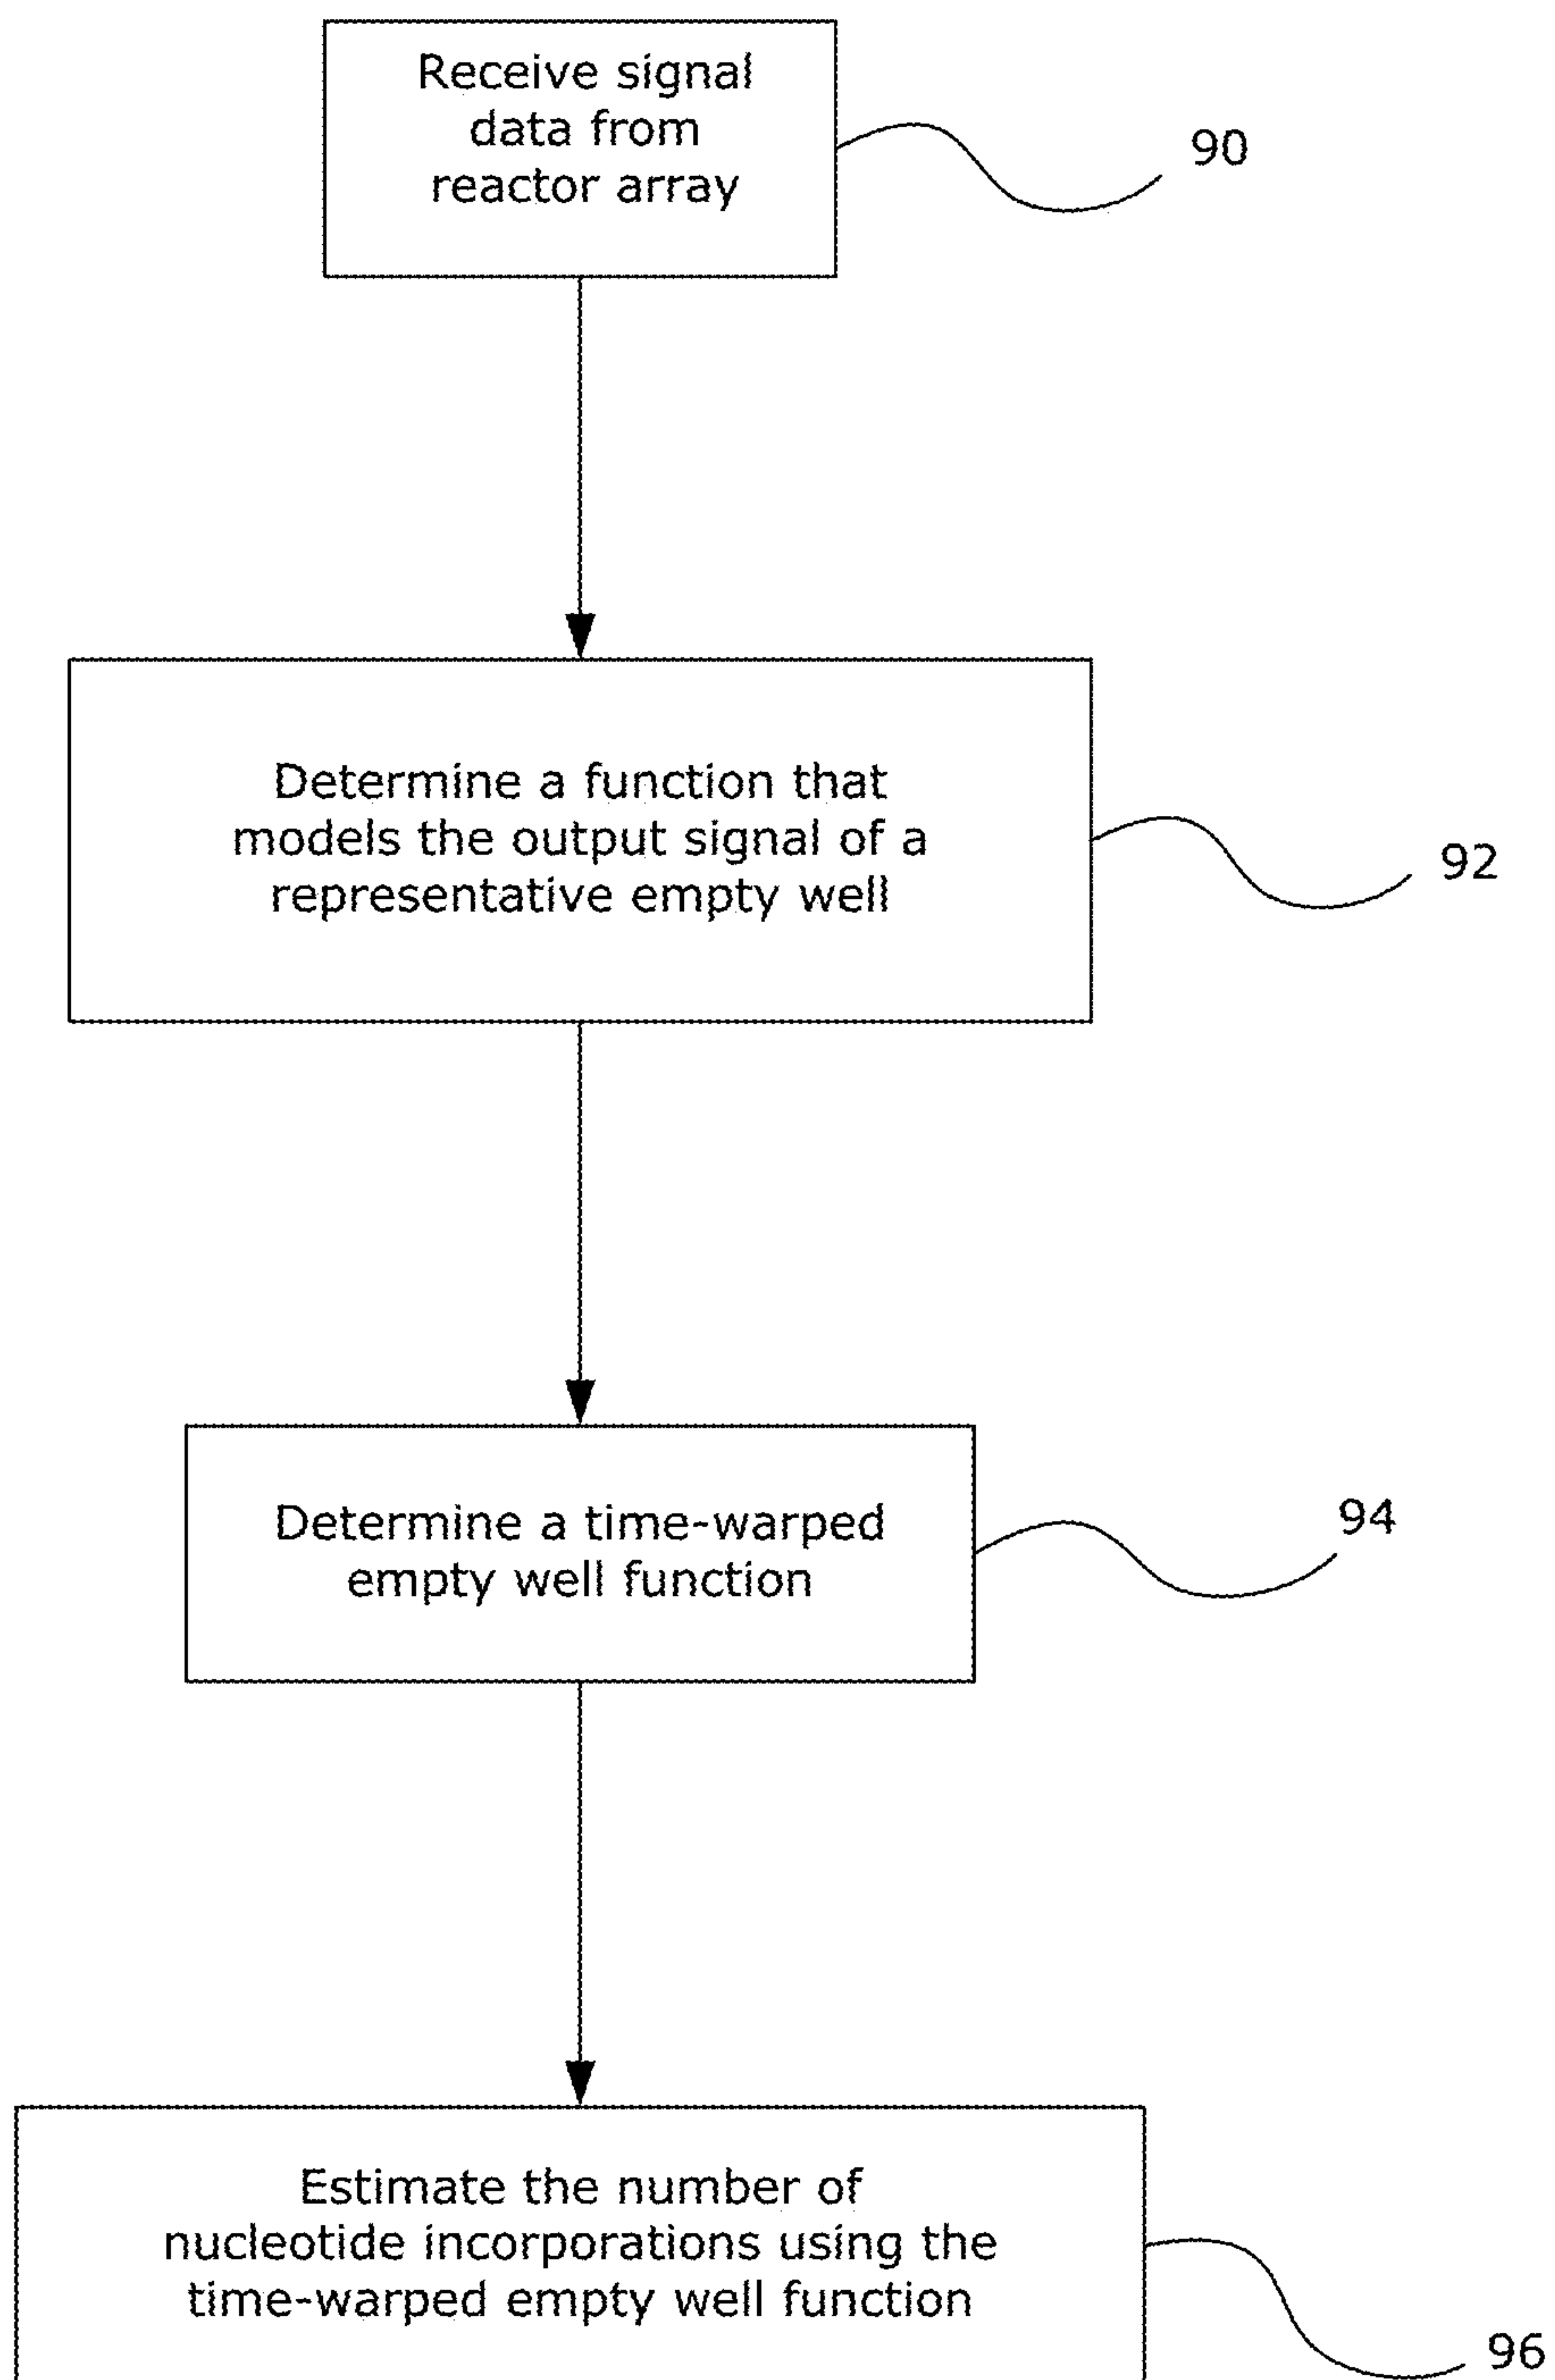 Receive signal
data from
reactor array
90
Determine a function that
models the output signal of a
representative empty well
92
Determine a time-warped
empty well function
94
Estimate the number of
nucleotide incorporations using the
time-warped empty well function
96